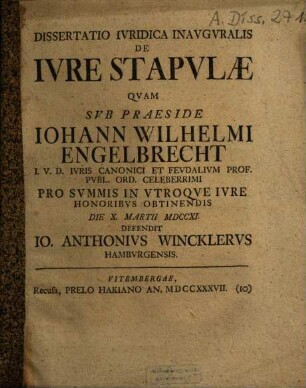 A. Diss. 271
DISSERTATIO IVRIDICA INAVGVRALIS
DE
IVRE STAPVLÆ
QVAM
SVB PRAESIDE
IOHANN WILHELMI
ENGELBRECHT
I. V. D. IVRIS CANONICI ET FEVDALIVM PROF.
PVBL. ORD. CELEBERRIMI
PRO SVMMIS IN VTROQVE IVRE
HONORIBVS OBTINENDIS
DIE X. MARTII MDCCXI.
DEFENDIT
IO. ANTHONIVS WINCKLERVS
HAMBVRGENSIS.
VITEMBERGAE,
Recusa, PRELO HAKIANO AN. MDCCXXXVII. (10)